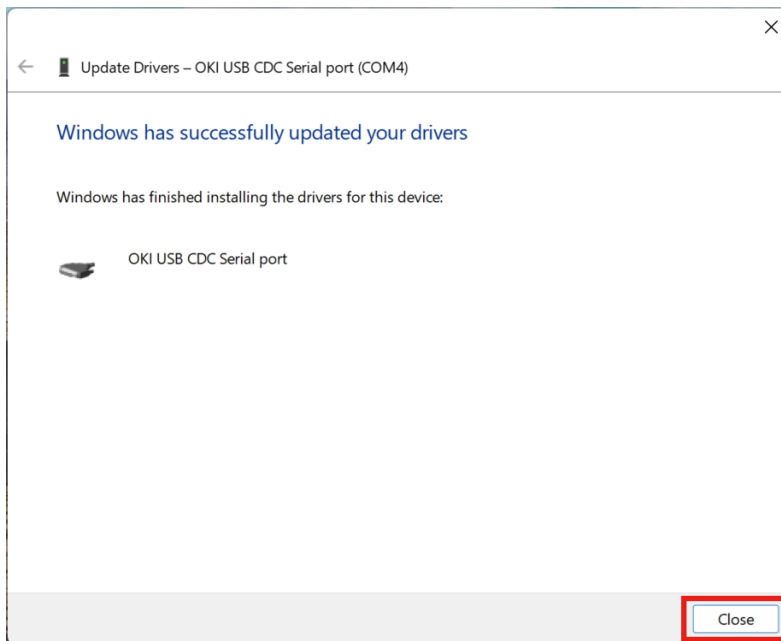 Update Drivers – OKI USB CDC Serial port (COM4)
Windows has successfully updated your drivers
Windows has finished installing the drivers for this device:
OKI USB CDC Serial port
Close